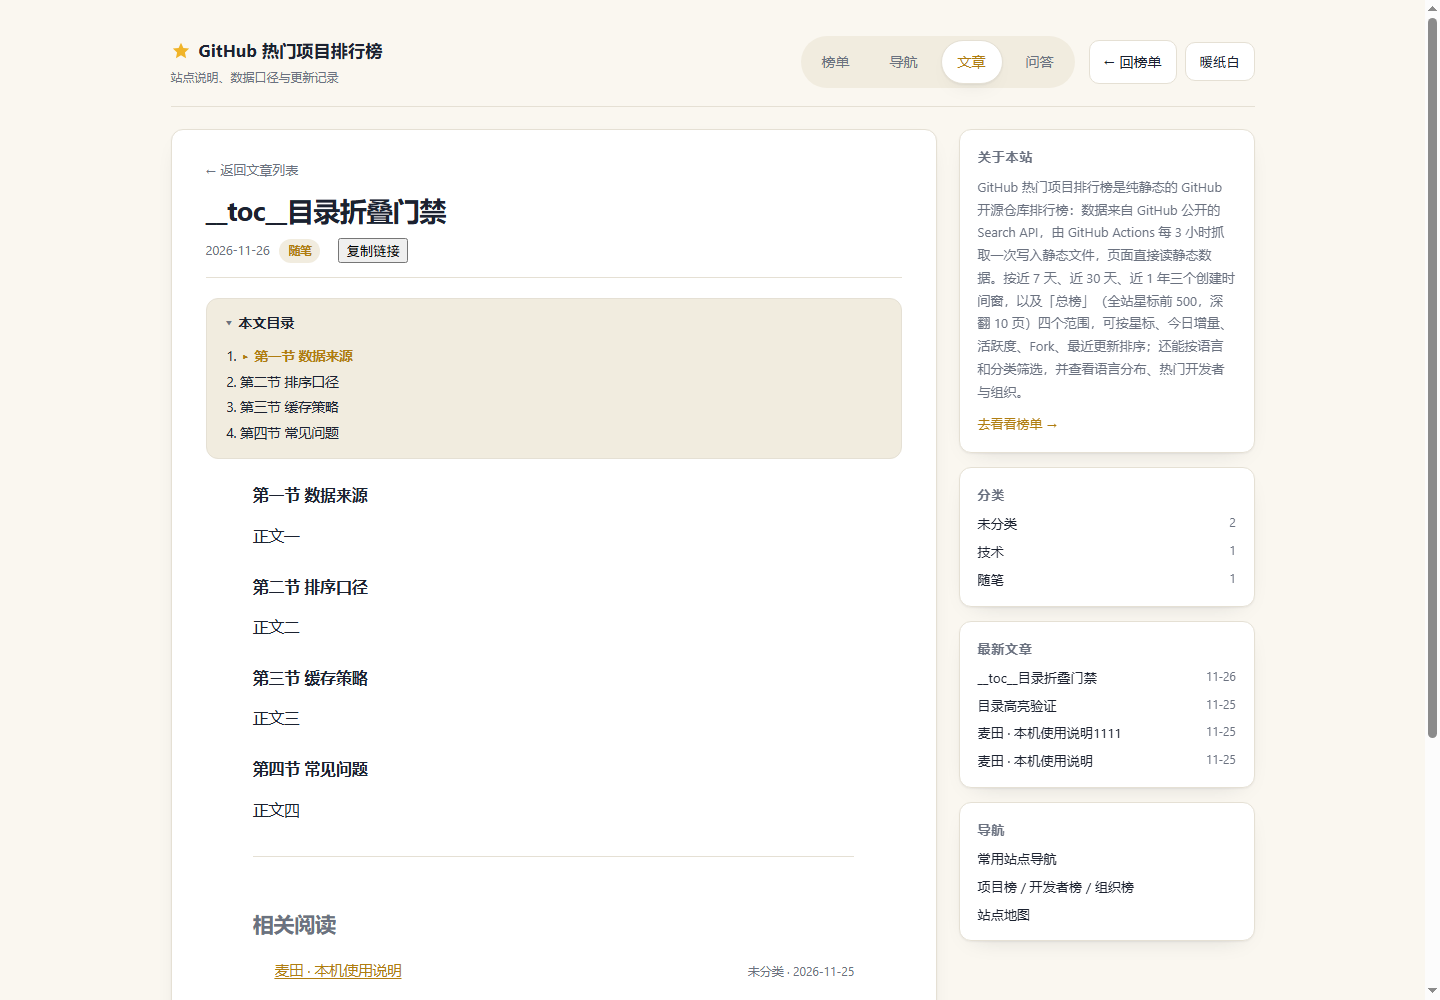 GitHub 热门项目排行榜
站点说明、数据口径与更新记录
榜单 导航 文章 问答 ← 回榜单 暖纸白
← 返回文章列表
__toc__目录折叠门禁
2026-11-26 随笔 复制链接
▾ 本文目录
1. ▸ 第一节 数据来源
2. 第二节 排序口径
3. 第三节 缓存策略
4. 第四节 常见问题
第一节 数据来源
正文一
第二节 排序口径
正文二
第三节 缓存策略
正文三
第四节 常见问题
正文四
相关阅读
麦田 · 本机使用说明 未分类 · 2026-11-25
关于本站
GitHub 热门项目排行榜是纯静态的 GitHub
开源仓库排行榜：数据来自 GitHub 公开的
Search API，由 GitHub Actions 每 3 小时抓
取一次写入静态文件，页面直接读静态数
据。按近 7 天、近 30 天、近 1 年三个创建时
间窗，以及「总榜」（全站星标前 500，深
翻 10 页）四个范围，可按星标、今日增量、
活跃度、Fork、最近更新排序；还能按语言
和分类筛选，并查看语言分布、热门开发者
与组织。
去看看榜单 →
分类
未分类 2
技术 1
随笔 1
最新文章
__toc__目录折叠门禁 11-26
目录高亮验证 11-25
麦田 · 本机使用说明1111 11-25
麦田 · 本机使用说明 11-25
导航
常用站点导航
项目榜 / 开发者榜 / 组织榜
站点地图